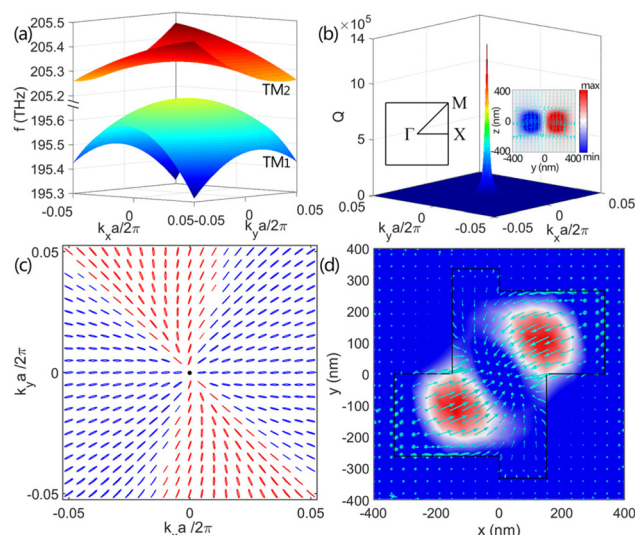 (a)
205.5
205.4
205.3
205.2
195.6
195.5
195.4
195.3
f (THz)
TM2
TM1
-0.05
0
0.05
-0.05
0
0.05
kxa/2π
kya/2π
(b)
×10⁵
14
10
5
0
Q
M
Γ
X
400
0
-400
z (nm)
-400
0
400
y (nm)
max
min
0.05
0
-0.05
-0.05
0
0.05
kya/2π
kxa/2π
(c)
0.05
0
-0.05
kya /2π
-0.05
0
0.05
kxa /2π
(d)
400
300
200
100
0
-100
-200
-300
-400
y (nm)
-400
-200
0
200
400
x (nm)